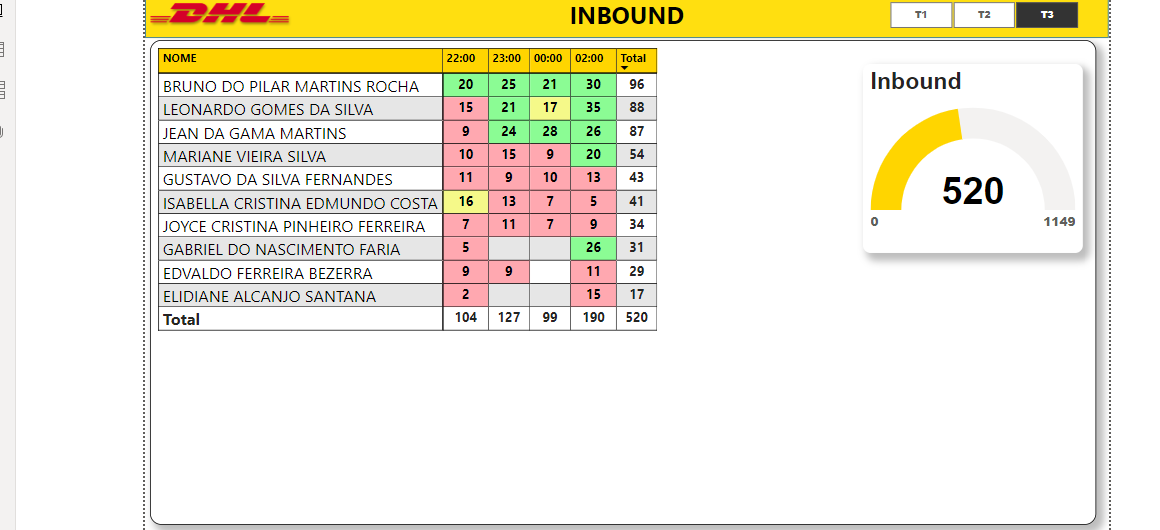 DHL
INBOUND
T1 T2 T3
NOME 22:00 23:00 00:00 02:00 Total
BRUNO DO PILAR MARTINS ROCHA 20 25 21 30 96
LEONARDO GOMES DA SILVA 15 21 17 35 88
JEAN DA GAMA MARTINS 9 24 28 26 87
MARIANE VIEIRA SILVA 10 15 9 20 54
GUSTAVO DA SILVA FERNANDES 11 9 10 13 43
ISABELLA CRISTINA EDMUNDO COSTA 16 13 7 5 41
JOYCE CRISTINA PINHEIRO FERREIRA 7 11 7 9 34
GABRIEL DO NASCIMENTO FARIA 5 26 31
EDVALDO FERREIRA BEZERRA 9 9 11 29
ELIDIANE ALCANJO SANTANA 2 15 17
Total 104 127 99 190 520
Inbound
520
0 1149